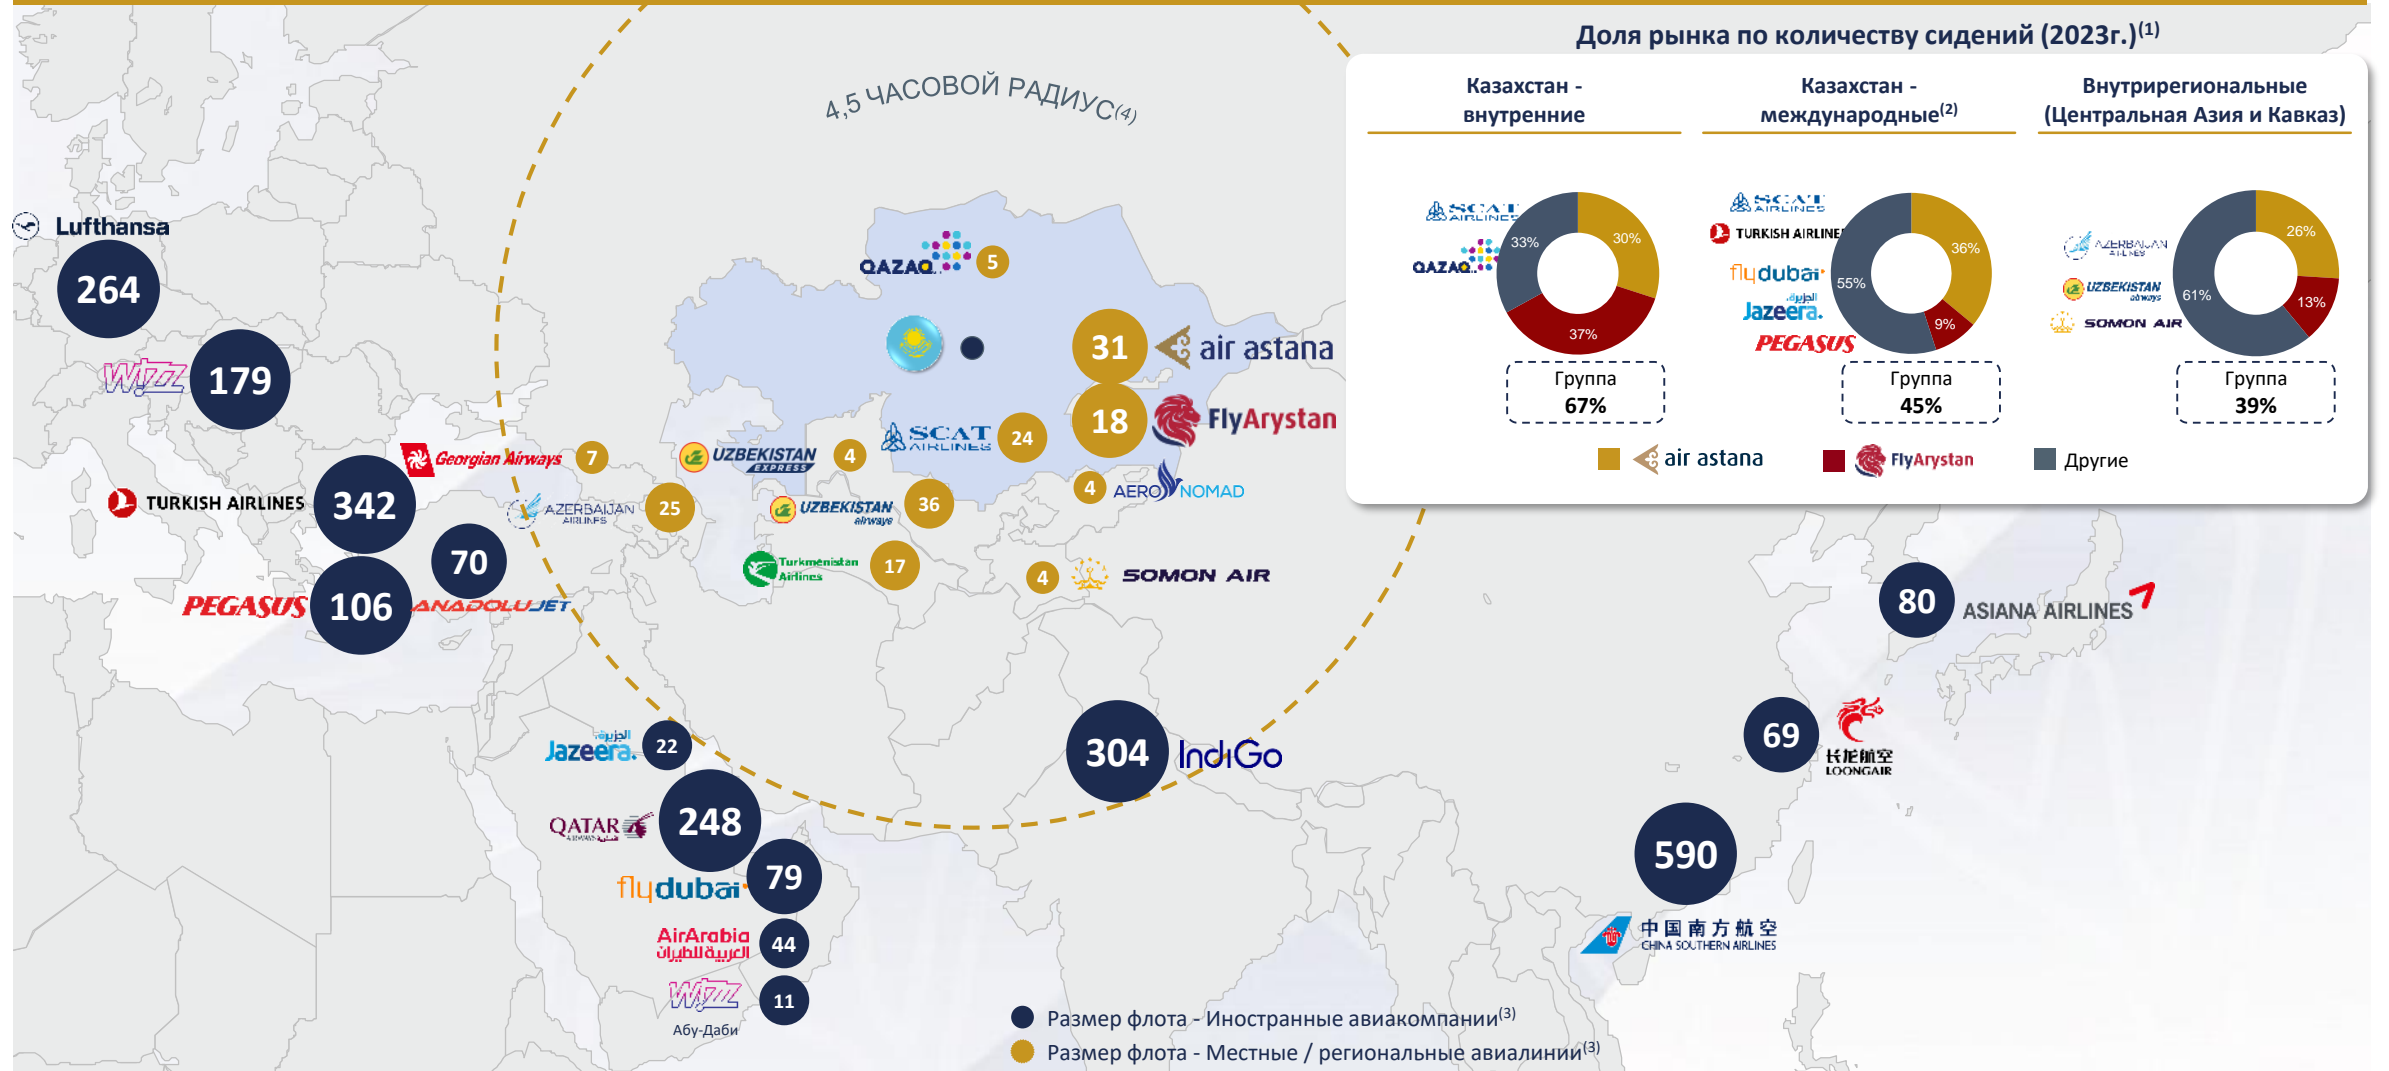 Доля рынка по количеству сидений (2023г.)(1)
4,5 ЧАСОВОЙ РАДИУС(4)
Казахстан -
внутренние
Казахстан -
международные(2)
Внутрирегиональные
(Центральная Азия и Кавказ)
SCAT
AIRLINES
QAZAQ
33%
30%
37%
Группа
67%
SCAT
AIRLINES
TURKISH AIRLINE
flydubai
الجزيرة
Jazeera.
PEGASUS
36%
55%
9%
Группа
45%
AZERBAIJAN
AIRLINES
UZBEKISTAN
airways
SOMON AIR
26%
61%
13%
Группа
39%
air astana
FlyArystan
Другие
Lufthansa
264
Wizz
179
QAZAQ
5
31
air astana
18
FlyArystan
SCAT
AIRLINES
24
Georgian Airways
7
UZBEKISTAN
EXPRESS
4
4
AERO NOMAD
TURKISH AIRLINES
342
AZERBAIJAN
AIRLINES
25
UZBEKISTAN
airways
36
70
Turkmenistan
Airlines
17
4
SOMON AIR
PEGASUS
106
ANADOLUJET
80
ASIANA AIRLINES
الجزيرة
Jazeera.
22
304
IndiGo
69
长龙航空
LOONGAIR
QATAR
AIRWAYS
248
590
flydubai
79
中国南方航空
CHINA SOUTHERN AIRLINES
AirArabia
العربية للطيران
44
Wizz
11
Абу-Даби
Размер флота - Иностранные авиакомпании(3)
Размер флота - Местные / региональные авиалинии(3)